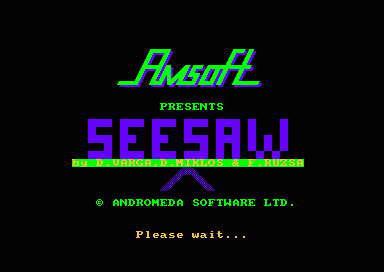 Amsoft
PRESENTS
SEESAW
by D.VARGA,D.MIKLOS & F.RUZSA
© ANDROMEDA SOFTWARE LTD.
Please wait...